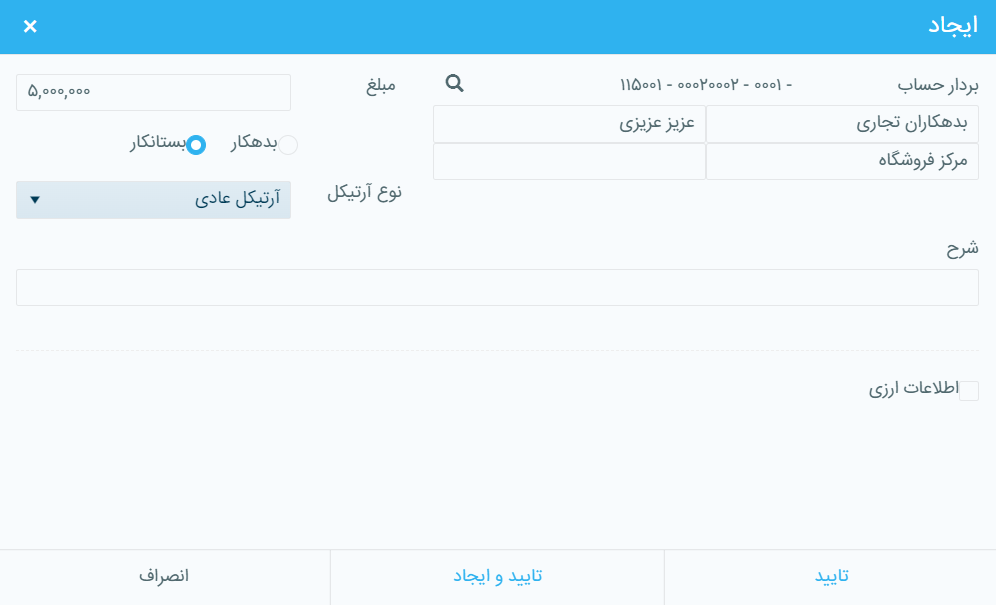 ایجاد
بردار حساب
۱۱۵۰۰۱ - ۰۰۰۲۰۰۰۲ - ۰۰۰۱ -
مبلغ
۵,۰۰۰,۰۰۰
بدهکاران تجاری
عزیز عزیزی
بدهکار
بستانکار
مرکز فروشگاه
نوع آرتیکل
آرتیکل عادی
شرح
اطلاعات ارزی
تایید
تایید و ایجاد
انصراف